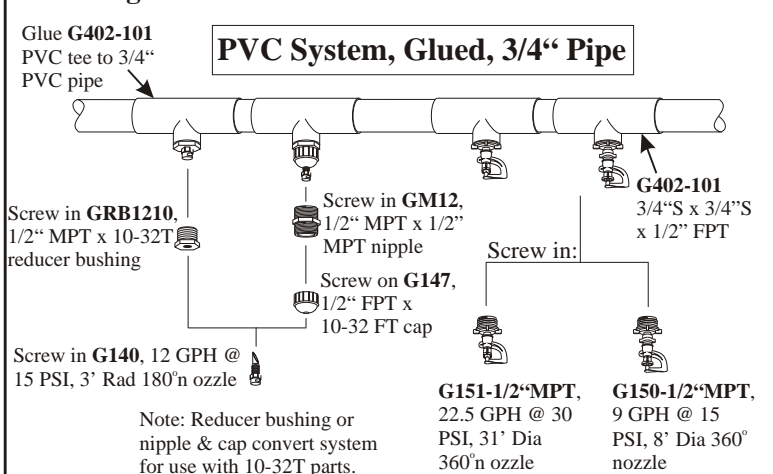 Glue G402-101
PVC tee to 3/4“
PVC pipe
PVC System, Glued, 3/4“ Pipe
G402-101
3/4“S x 3/4”S
x 1/2” FPT
Screw in GRB1210,
1/2“ MPT x 10-32T
reducer bushing
Screw in GM12,
1/2“ MPT x 1/2”
MPT nipple
Screw on G147,
1/2“ FPT x
10-32 FT cap
Screw in:
Screw in G140, 12 GPH @
15 PSI, 3’ Rad 180°n ozzle
Note: Reducer bushing or
nipple & cap convert system
for use with 10-32T parts.
G151-1/2“MPT,
22.5 GPH @ 30
PSI, 31’ Dia
360°n ozzle
G150-1/2“MPT,
9 GPH @ 15
PSI, 8’ Dia 360°
nozzle